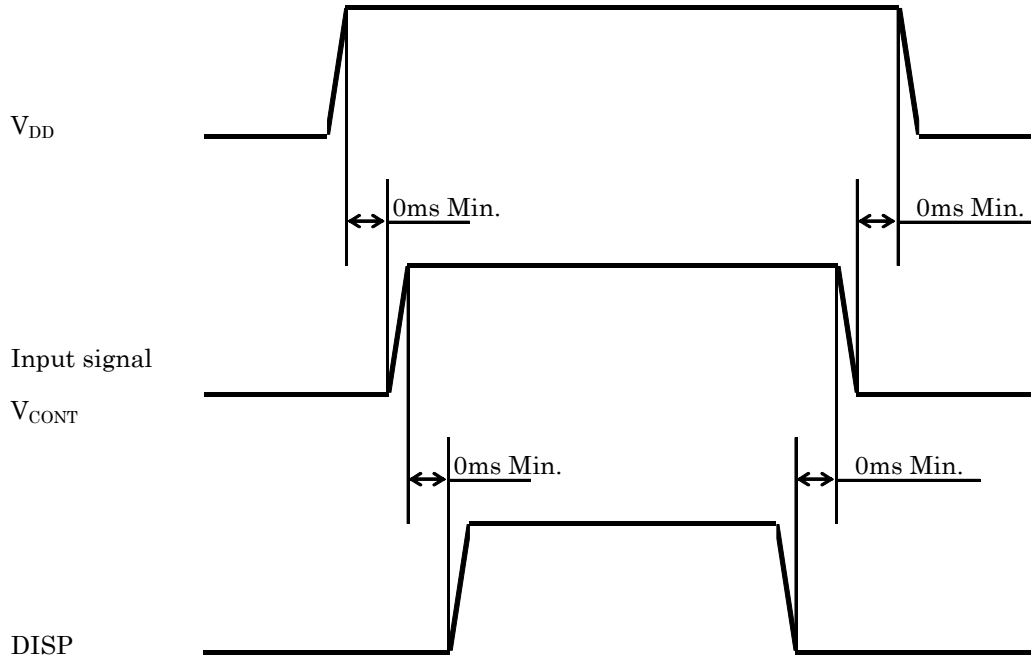 V_DD
0ms Min.
0ms Min.
Input signal
V_CONT
0ms Min.
0ms Min.
DISP